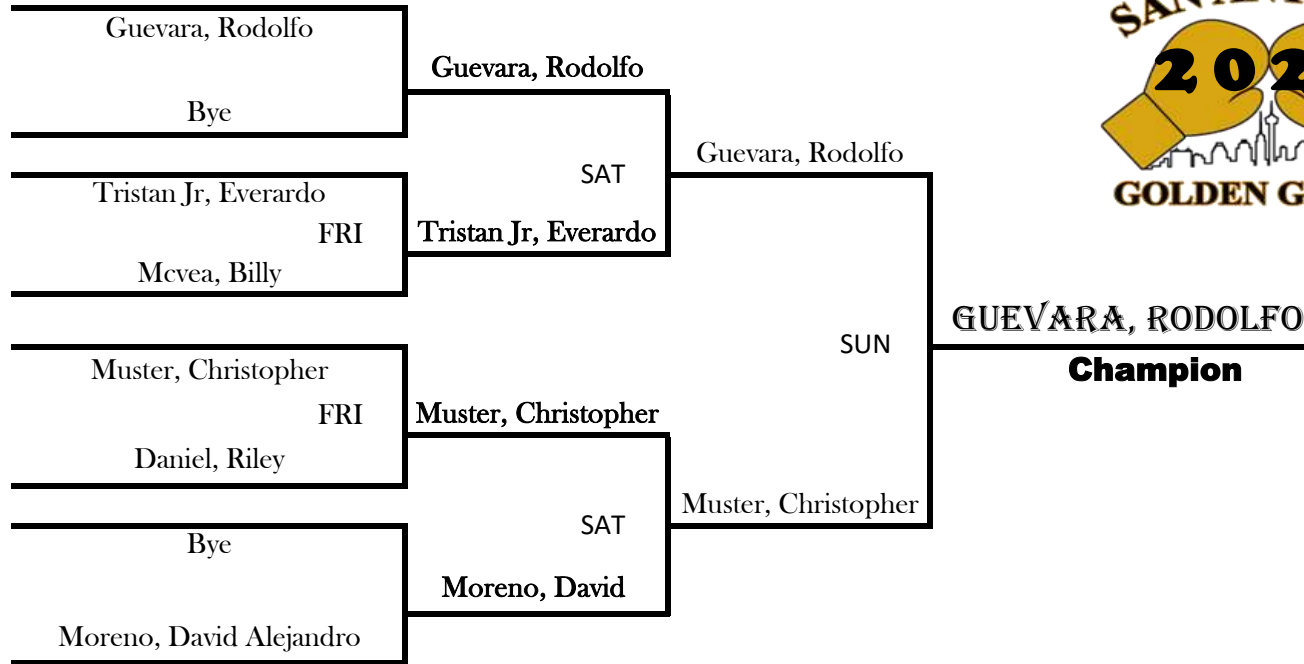 Guevara, Rodolfo
Bye
Guevara, Rodolfo
Tristan Jr, Everardo
FRI
Mcvea, Billy
SAT
Tristan Jr, Everardo
Guevara, Rodolfo
Muster, Christopher
FRI
Daniel, Riley
Muster, Christopher
Bye
Moreno, David Alejandro
SAT
Moreno, David
Muster, Christopher
SUN
GUEVARA, RODOLFO
Champion
GOLDEN G